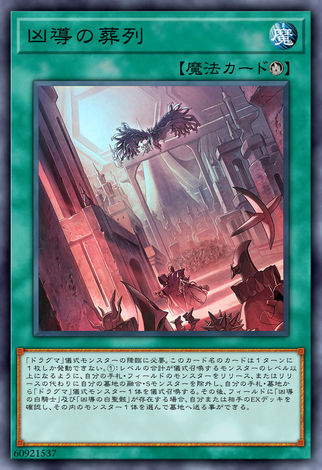 凶導の葬列
魔
【魔法カード】
「ドラグマ」儀式モンスターの降臨に必要。このカード名のカードは1ターンに
1枚しか発動できない。①：レベルの合計が儀式召喚するモンスターのレベル以
上になるように、自分の手札・フィールドのモンスターをリリース、またはリリ
ースの代わりに自分の墓地の融合・Sモンスターを除外し、自分の手札・墓地か
ら「ドラグマ」儀式モンスター1体を儀式召喚する。その後、フィールドに「凶導
の白騎士」及び「凶導の白聖骸」が存在する場合、自分または相手のEXデッキを
確認し、その内のモンスター1体を選んで墓地へ送る事ができる。
60921537